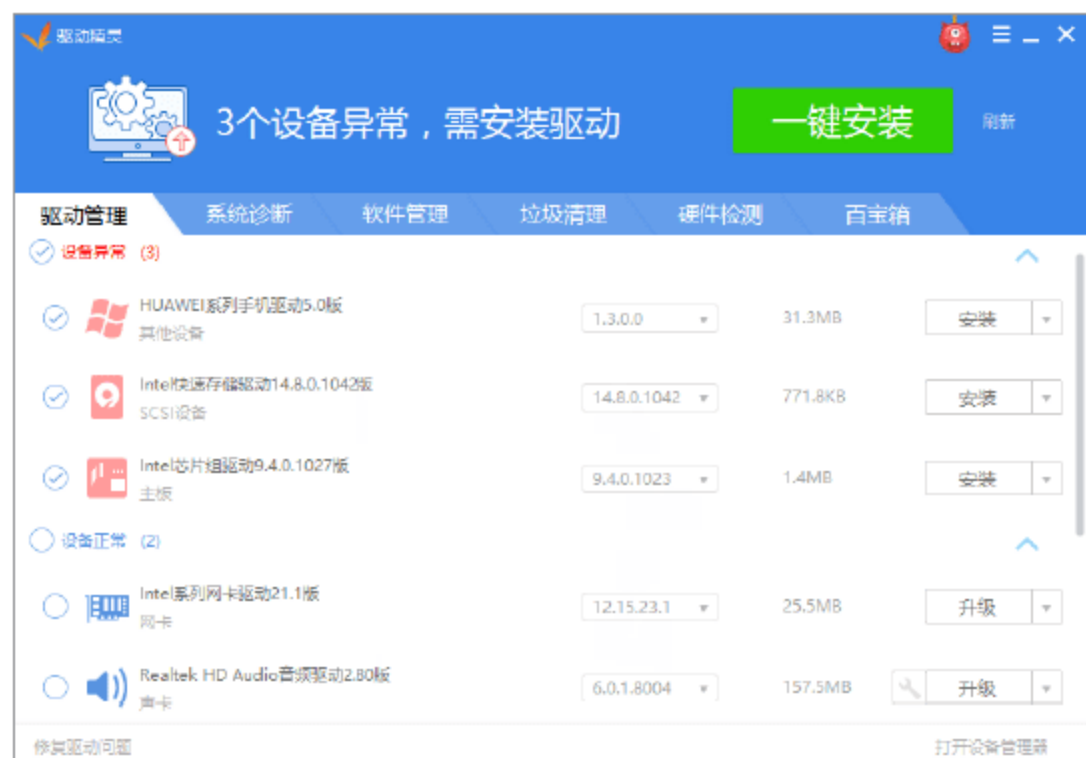 驱动精灵
3个设备异常，需安装驱动
一键安装
刷新
驱动管理 系统诊断 软件管理 垃圾清理 硬件检测 百宝箱
设备异常 (3)
HUAWEI系列手机驱动5.0版
其他设备
1.3.0.0
31.3MB
安装
Intel快速存储驱动14.8.0.1042版
SCSI设备
14.8.0.1042
771.8KB
安装
Intel芯片组驱动9.4.0.1027版
主板
9.4.0.1023
1.4MB
安装
设备正常 (2)
Intel系列网卡驱动21.1版
网卡
12.15.23.1
25.5MB
升级
Realtek HD Audio音频驱动2.80版
声卡
6.0.1.8004
157.5MB
升级
修复驱动问题
打开设备管理器